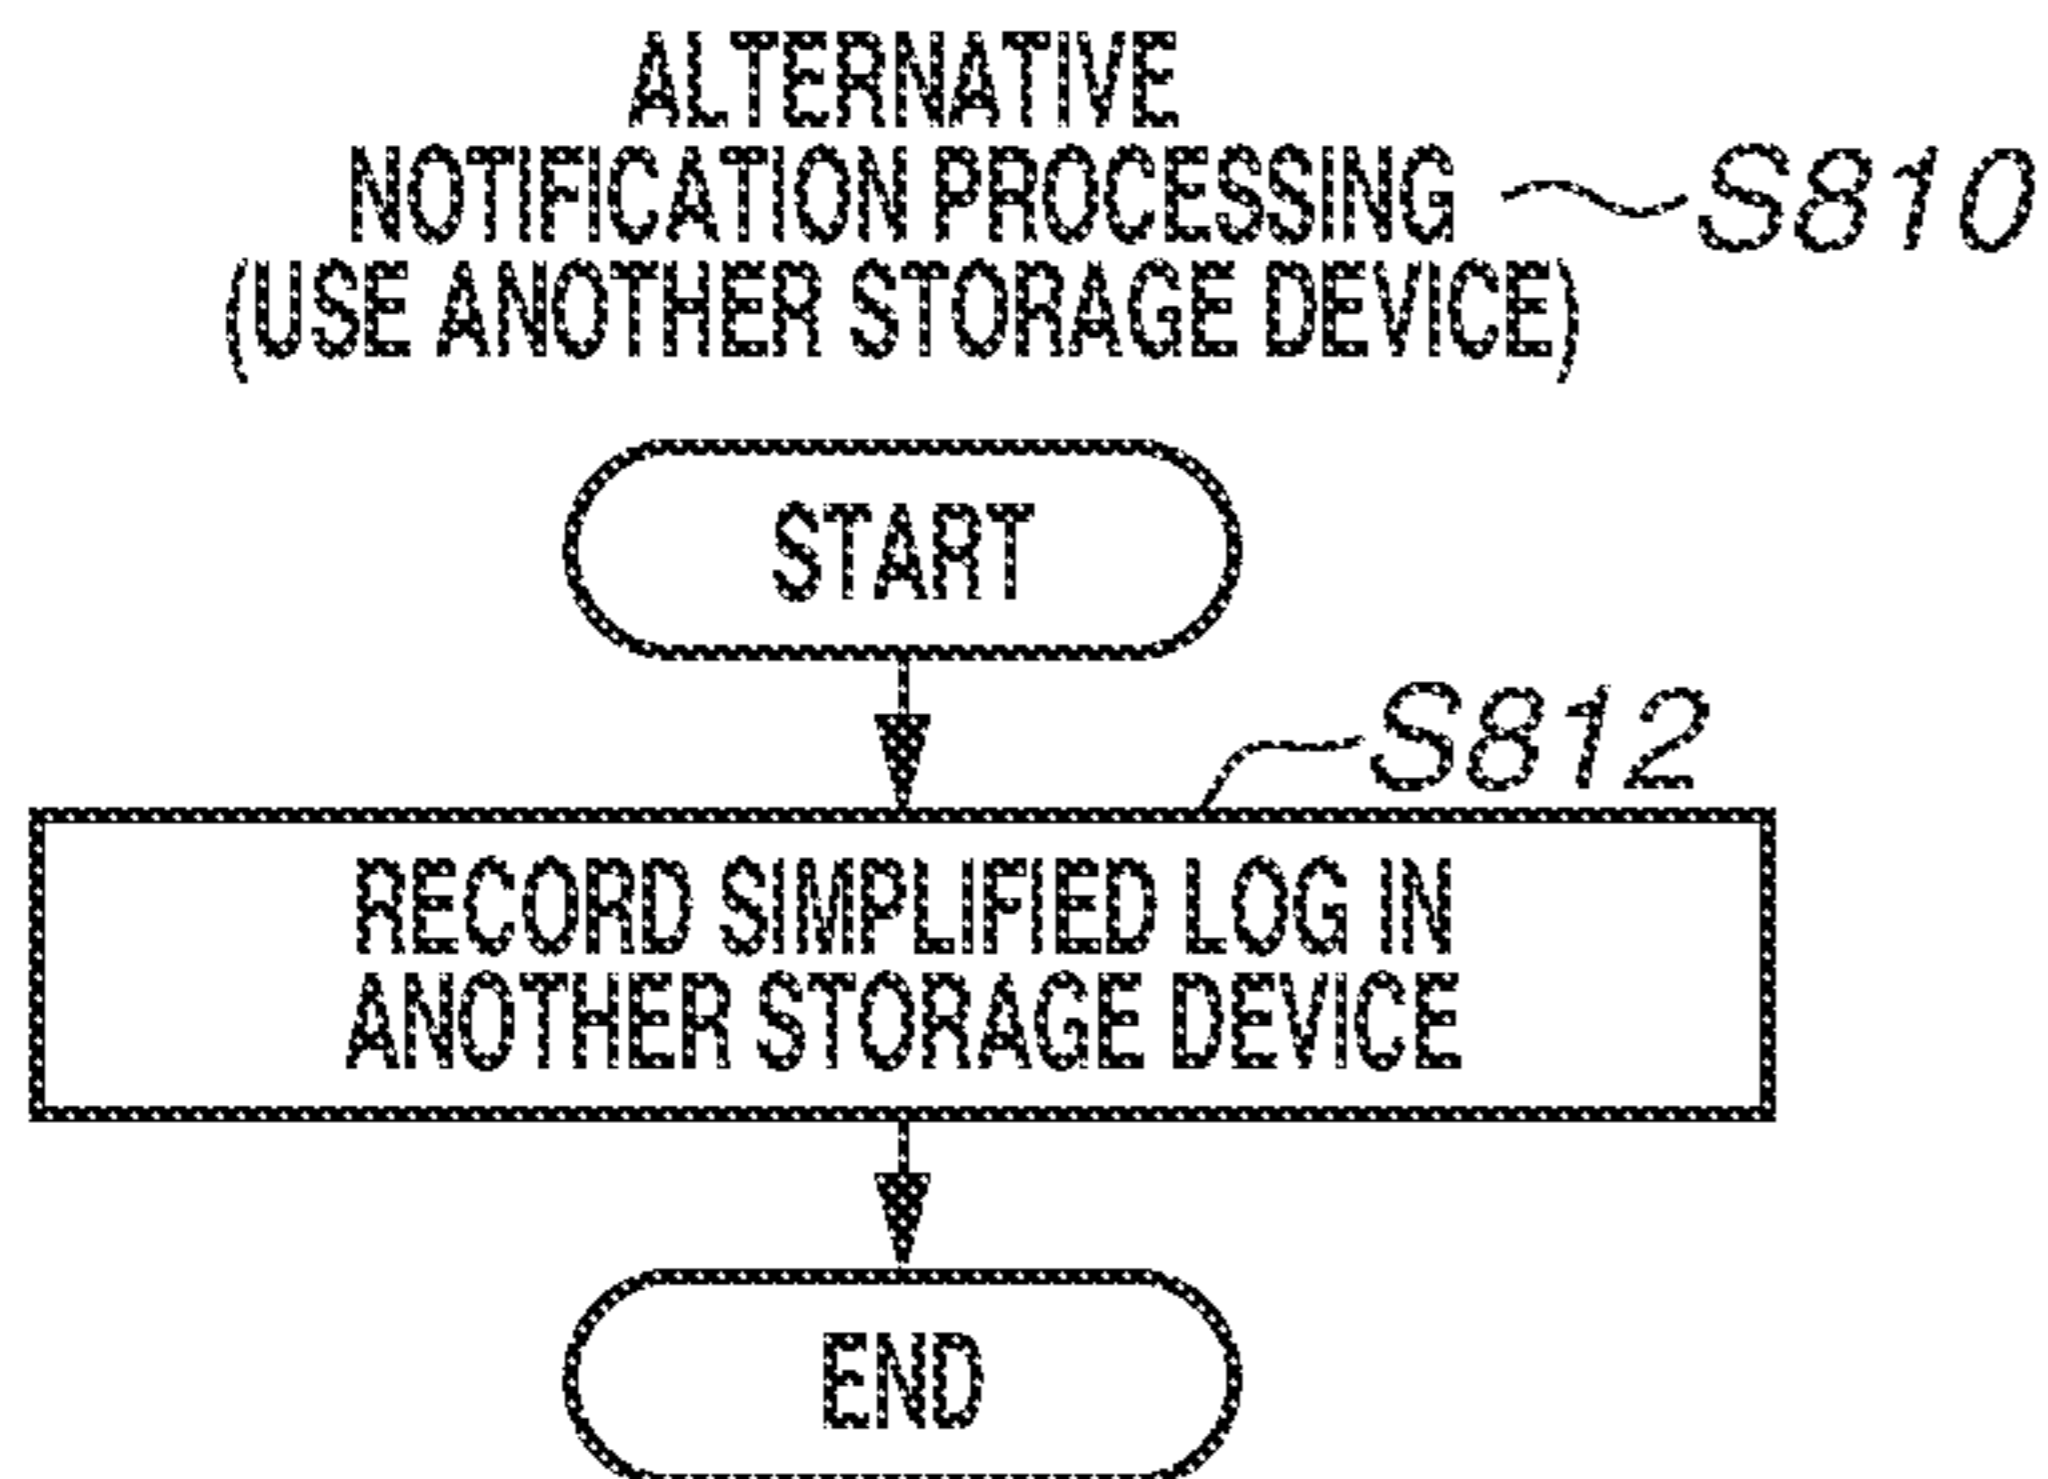 ALTERNATIVE
NOTIFICATION PROCESSING S810
(USE ANOTHER STORAGE DEVICE)
START
S812
RECORD SIMPLIFIED LOG IN
ANOTHER STORAGE DEVICE
END